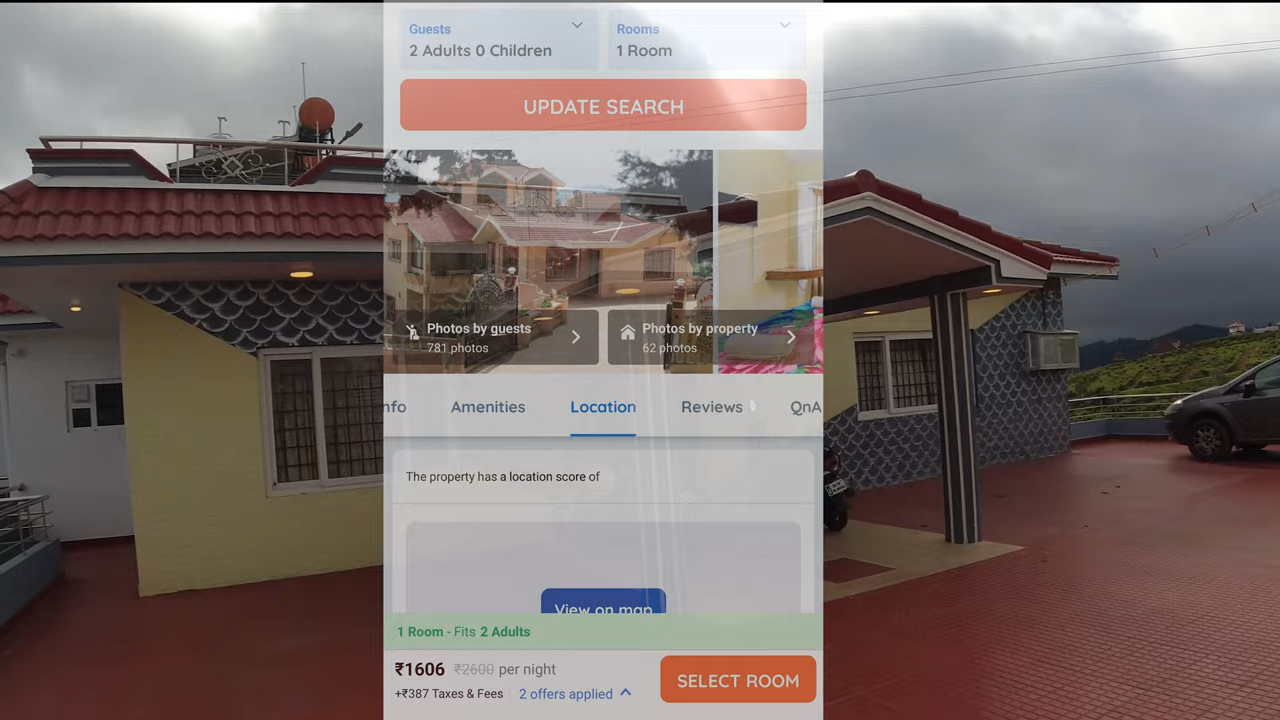 Guests
2 Adults 0 Children
Rooms
1 Room
UPDATE SEARCH
Photos by guests
781 photos
Photos by property
62 photos
nfo
Amenities
Location
Reviews
QnA
The property has a location score of
View on map
1 Room - Fits 2 Adults
₹1606 ₹2600 per night
+₹387 Taxes & Fees
2 offers applied
SELECT ROOM